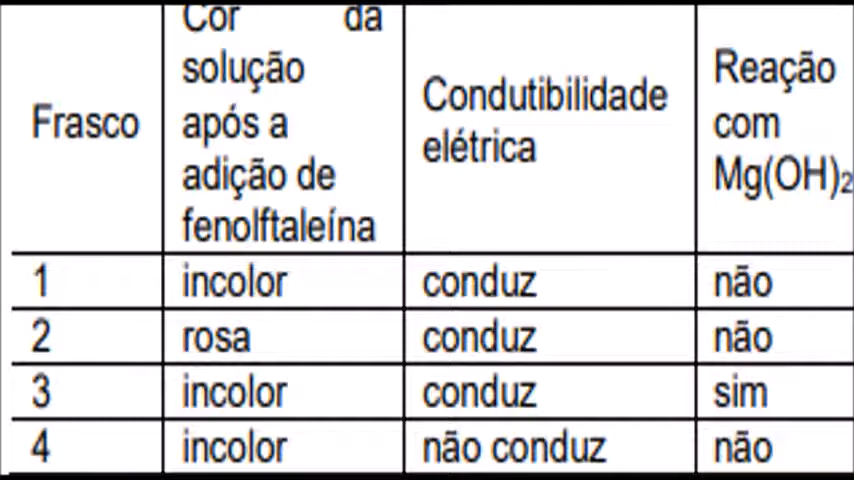 Frasco
Cor da
solução
após a
adição de
fenolftaleína
Condutibilidade
elétrica
Reação
com
Mg(OH)₂
1 incolor conduz não
2 rosa conduz não
3 incolor conduz sim
4 incolor não conduz não